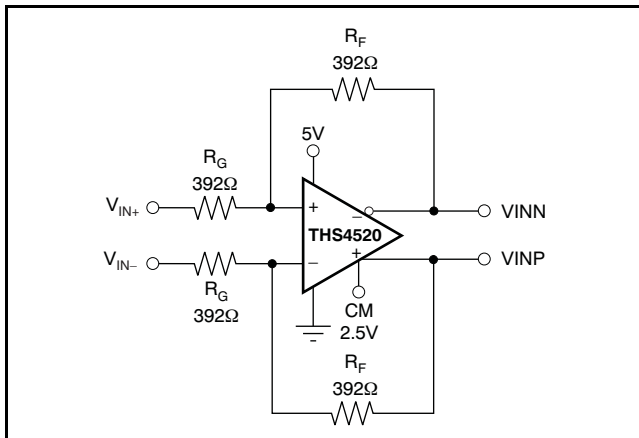 R_F
392Ω
5V
R_G
392Ω
V_IN+
+
−
VINN
THS4520
V_IN−
−
+
VINP
R_G
392Ω
CM
2.5V
R_F
392Ω